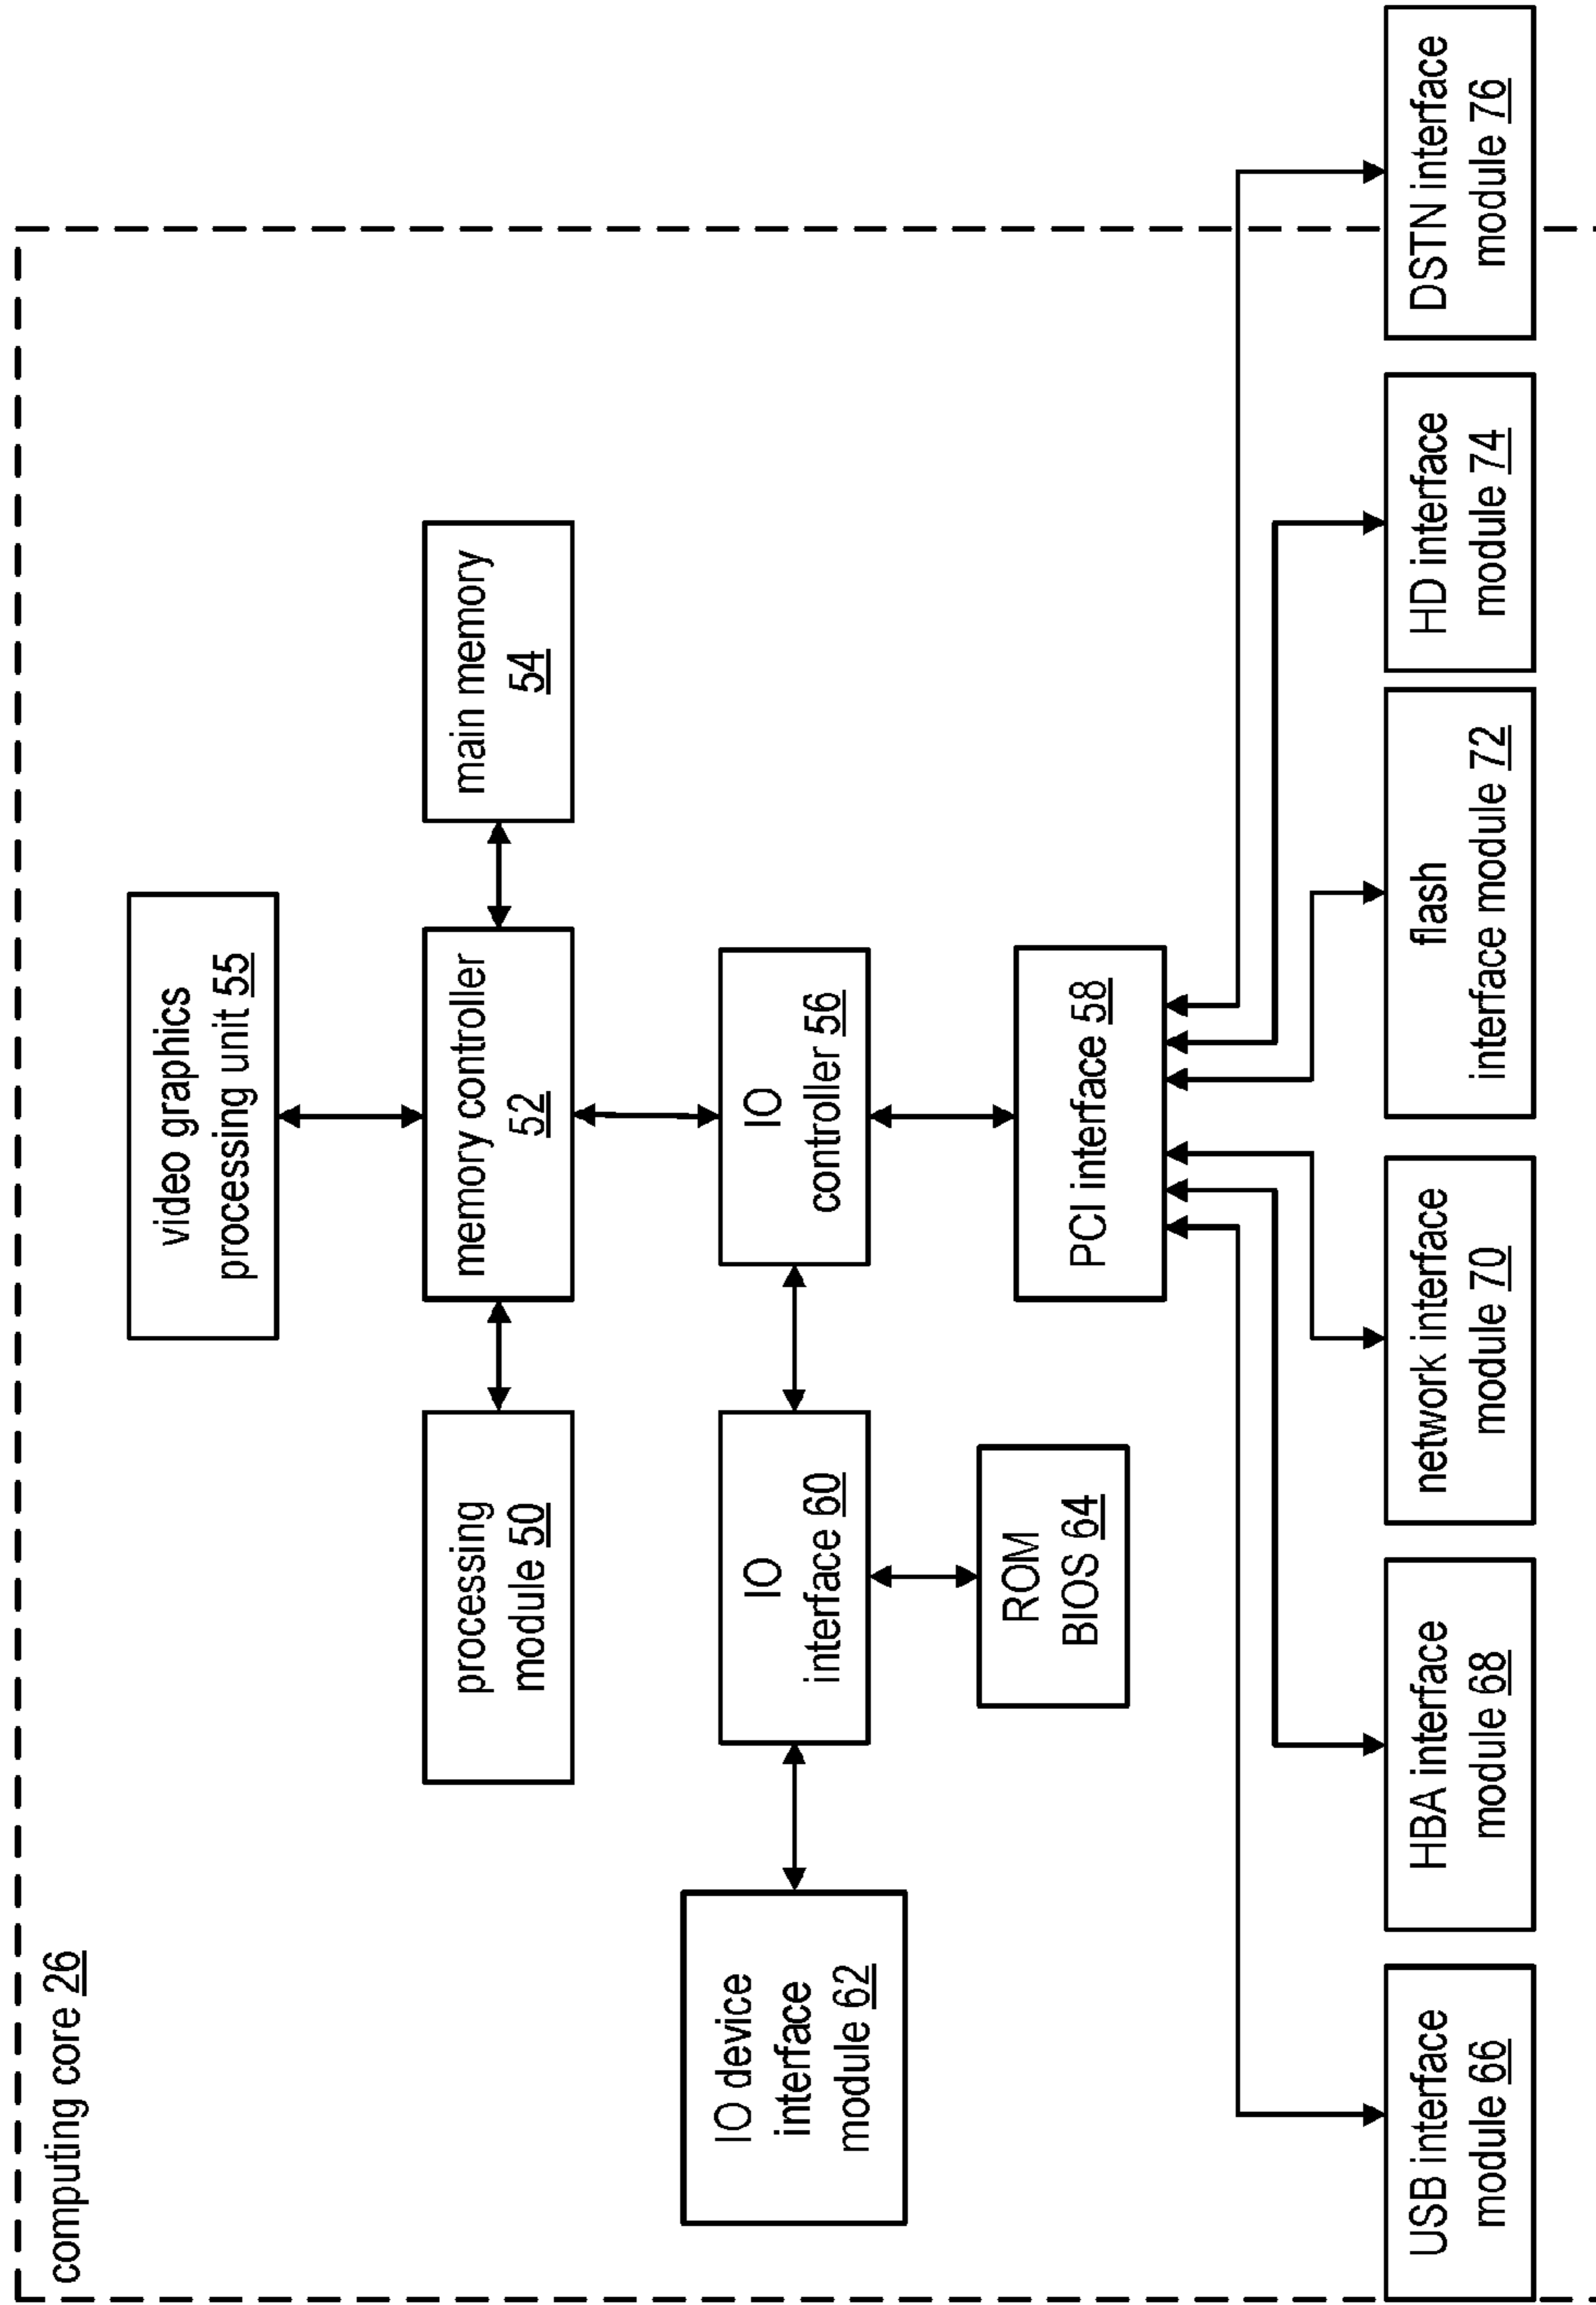 computing core 26
video graphics
processing unit 55
processing
module 50
memory controller
52
main memory
54
IO device
interface
module 62
IO
interface 60
IO
controller 56
ROM
BIOS 64
PCI interface 58
USB interface
module 66
HBA interface
module 68
network interface
module 70
flash
interface module 72
HD interface
module 74
DSTN interface
module 76